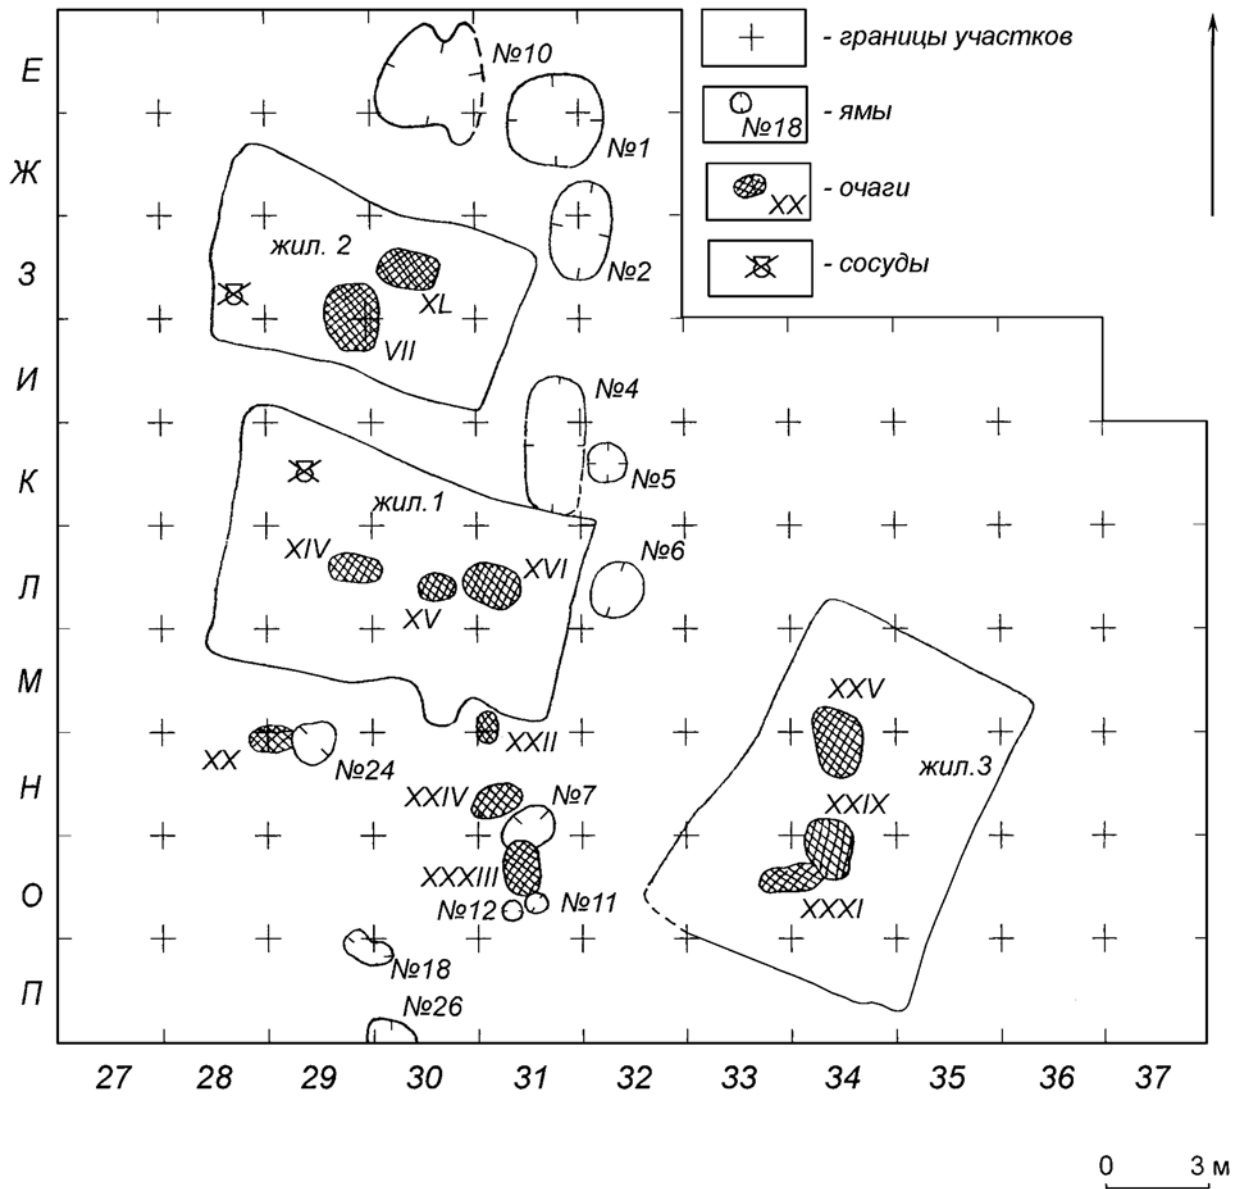 Е
Ж
З
И
К
Л
М
Н
О
П
№10
№1
№2
жил. 2
XL
VII
№4
№5
жил.1
XIV
XV
XVI
№6
XX
№24
XXII
XXIV
№7
XXXIII
№12
№11
№18
№26
XXV
жил.3
XXIX
XXXI
- границы участков
№18
- ямы
XX
- очаги
- сосуды
27 28 29 30 31 32 33 34 35 36 37
0 3 м